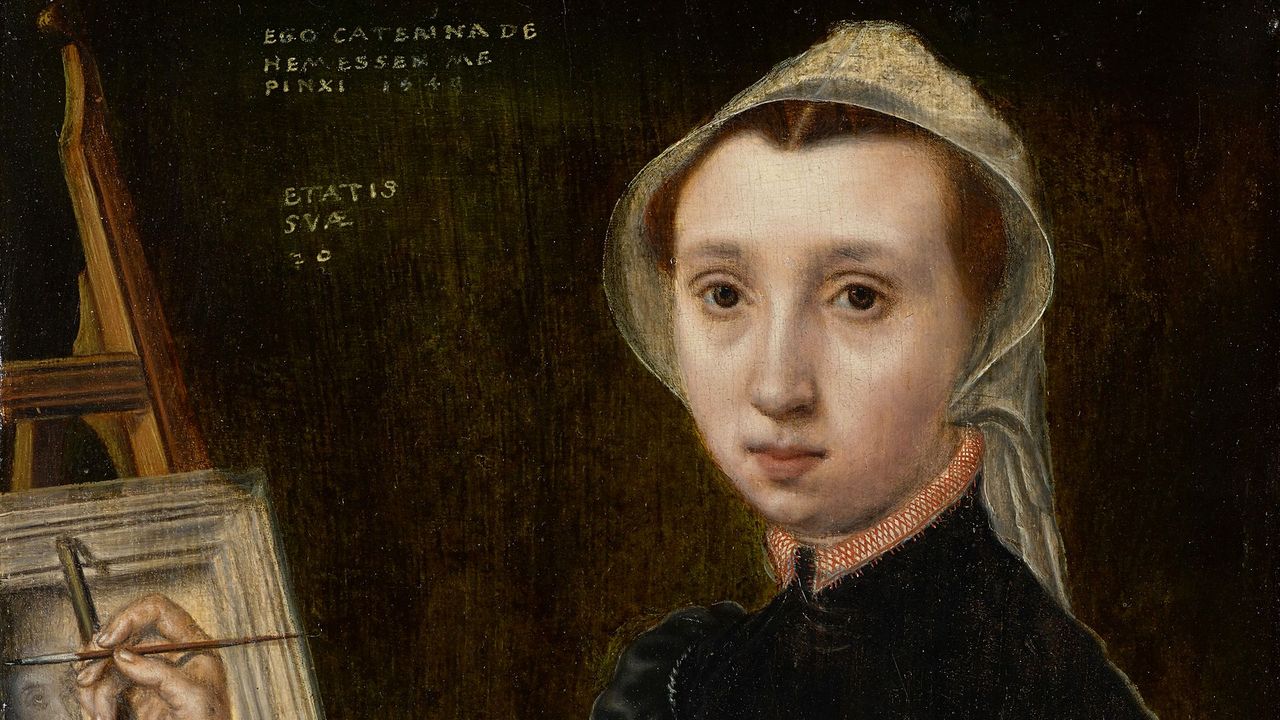 EGO CATERINA DE
HEMESSEN ME
PINXI 1548
ETATIS
SVÆ
20